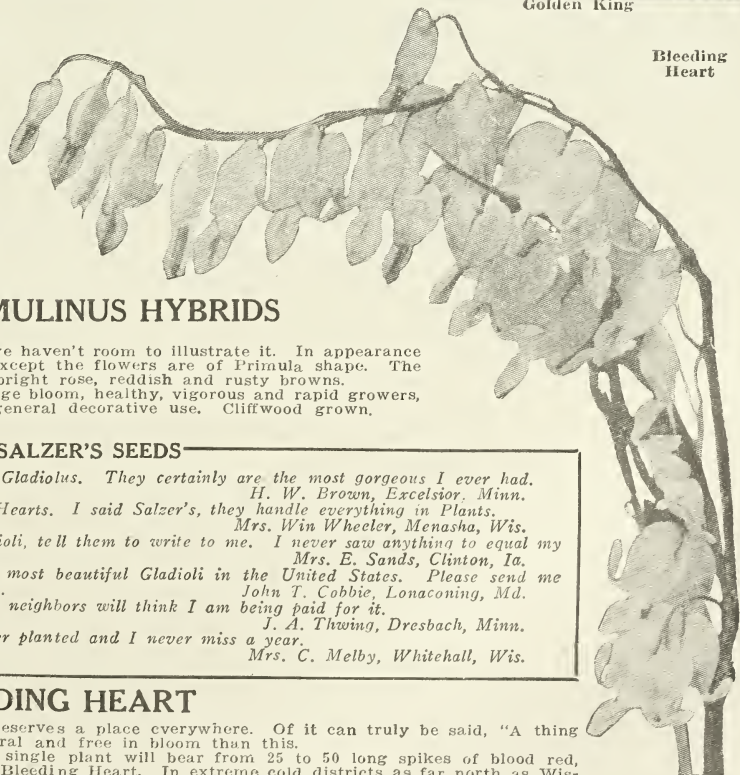 Golden King
Bleeding
Heart
MULINUS HYBRIDS
re haven't room to illustrate it. In appearance
xcept the flowers are of Primula shape. The
bright rose, reddish and rusty browns.
ge bloom, healthy, vigorous and rapid growers,
general decorative use. Cliffwood grown.
SALZER'S SEEDS
Gladiolus. They certainly are the most gorgeous I ever had.
H. W. Brown, Excelsior, Minn.
Hearts. I said Salzer's, they handle everything in Plants.
Mrs. Win Wheeler, Menasha, Wis.
ioli, tell them to write to me. I never saw anything to equal my
Mrs. E. Sands, Clinton, Ia.
most beautiful Gladioli in the United States. Please send me
. John T. Cobbie, Lonaconing, Md.
neighbors will think I am being paid for it.
J. A. Thwing, Dresbach, Minn.
er planted and I never miss a year.
Mrs. C. Melby, Whitehall, Wis.
DING HEART
eserves a place everywhere. Of it can truly be said, "A thing
ral and free in bloom than this.
single plant will bear from 25 to 50 long spikes of blood red,
Bleeding Heart. In extreme cold districts as far north as Wis-